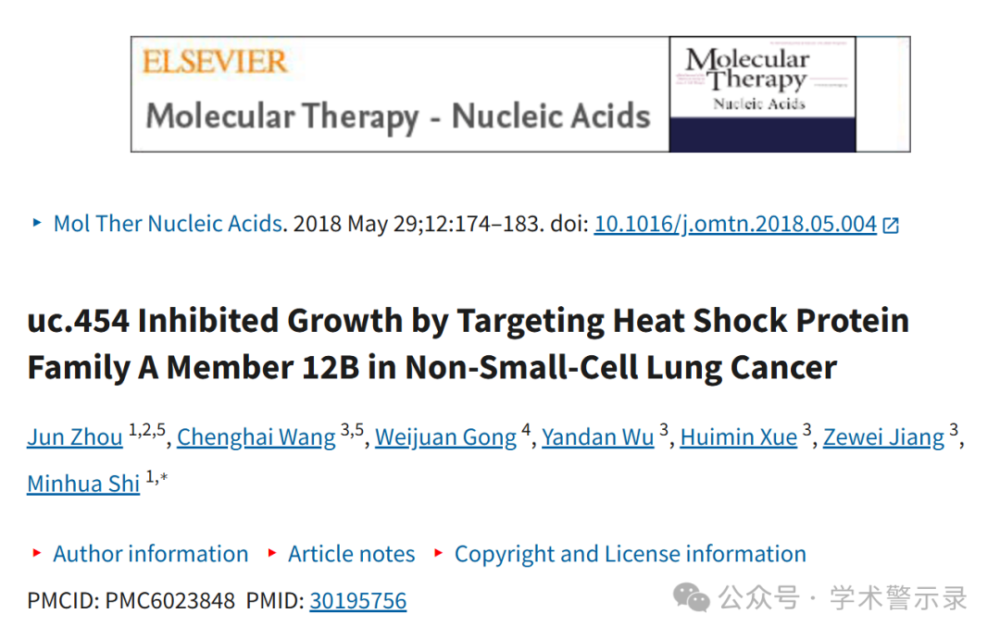 ELSEVIER
Molecular Therapy - Nucleic Acids
Molecular
Therapy
Nucleic Acids
Mol Ther Nucleic Acids. 2018 May 29;12:174–183. doi: 10.1016/j.omtn.2018.05.004
uc.454 Inhibited Growth by Targeting Heat Shock Protein
Family A Member 12B in Non-Small-Cell Lung Cancer
Jun Zhou 1,2,5, Chenghai Wang 3,5, Weijuan Gong 4, Yandan Wu 3, Huimin Xue 3, Zewei Jiang 3,
Minhua Shi 1,*
Author information Article notes Copyright and License information
PMCID: PMC6023848 PMID: 30195756
公众号 · 学术警示录